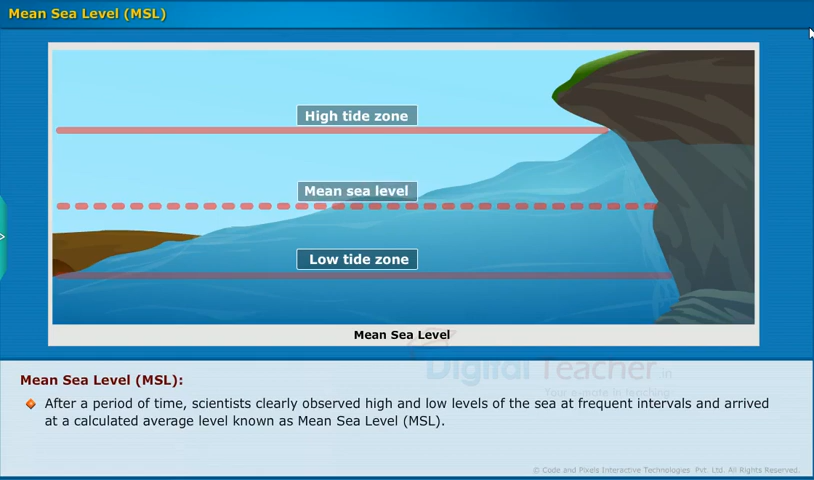 Mean Sea Level (MSL)
High tide zone
Mean sea level
Low tide zone
Mean Sea Level
Digital Teacher.in
Mean Sea Level (MSL):
After a period of time, scientists clearly observed high and low levels of the sea at frequent intervals and arrived
at a calculated average level known as Mean Sea Level (MSL).
© Code and Pixels Interactive Technologies Pvt. Ltd. All Rights Reserved.